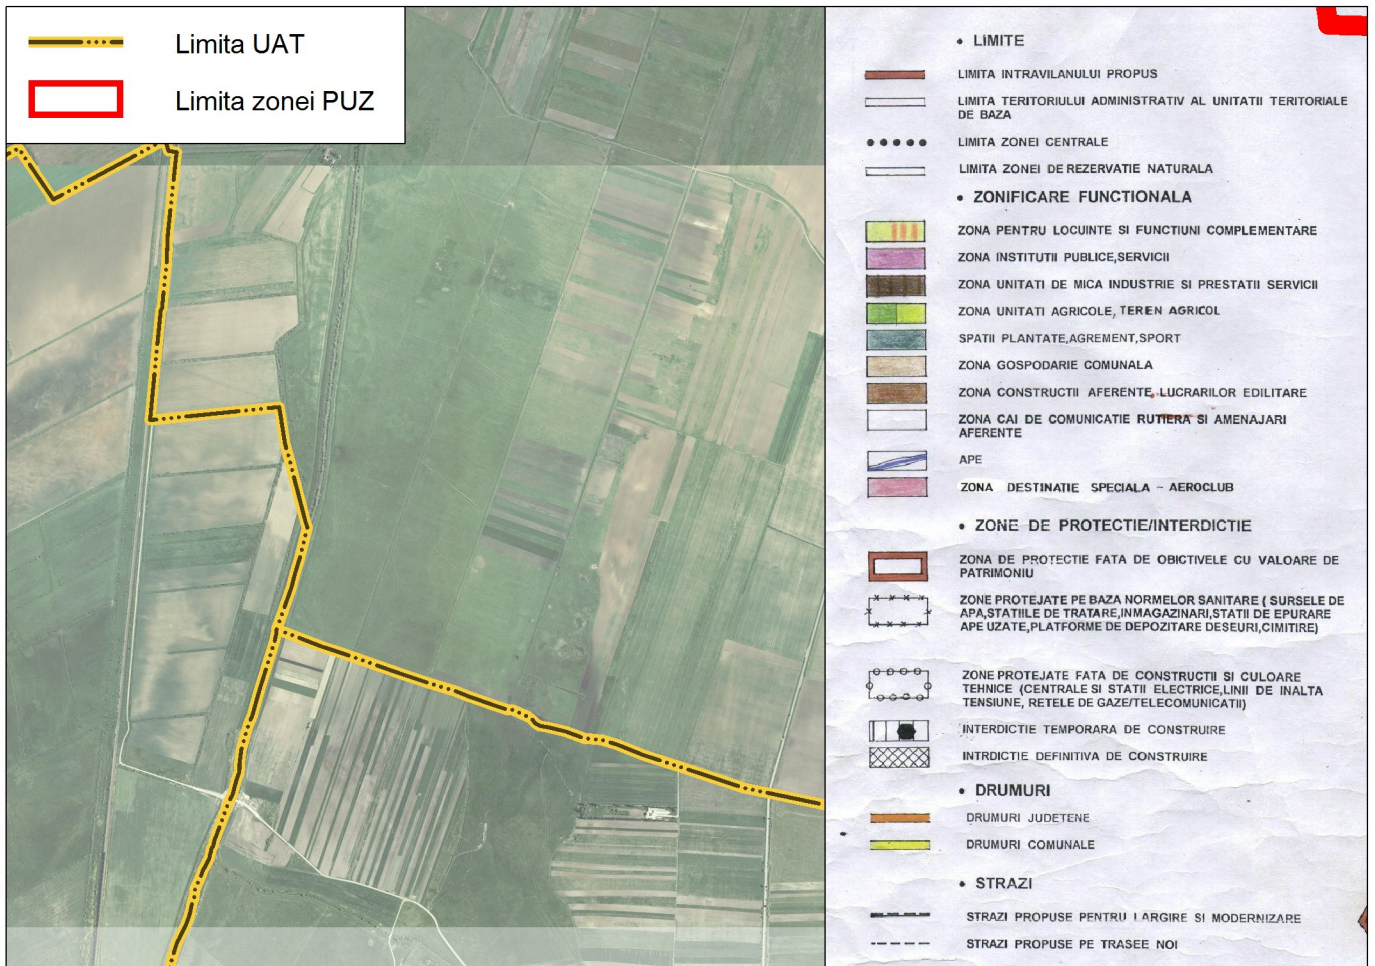 Limita UAT
Limita zonei PUZ
• LIMITE
LIMITA INTRAVILANULUI PROPUS
LIMITA TERITORIULUI ADMINISTRATIV AL UNITATII TERITORIALE
DE BAZA
LIMITA ZONEI CENTRALE
LIMITA ZONEI DE REZERVATIE NATURALA
• ZONIFICARE FUNCTIONALA
ZONA PENTRU LOCUINTE SI FUNCTIUNI COMPLEMENTARE
ZONA INSTITUTII PUBLICE,SERVICII
ZONA UNITATI DE MICA INDUSTRIE SI PRESTATII SERVICII
ZONA UNITATI AGRICOLE, TEREN AGRICOL
SPATII PLANTATE,AGREMENT,SPORT
ZONA GOSPODARIE COMUNALA
ZONA CONSTRUCTII AFERENTE LUCRARILOR EDILITARE
ZONA CAI DE COMUNICATIE RUTIERA SI AMENAJARI
AFERENTE
APE
ZONA DESTINATIE SPECIALA - AEROCLUB
• ZONE DE PROTECTIE/INTERDICTIE
ZONA DE PROTECTIE FATA DE OBICTIVELE CU VALOARE DE
PATRIMONIU
ZONE PROTEJATE PE BAZA NORMELOR SANITARE ( SURSELE DE
APA,STATIILE DE TRATARE,INMAGAZINARI,STATII DE EPURARE
APE UZATE,PLATFORME DE DEPOZITARE DESEURI,CIMITIRE)
ZONE PROTEJATE FATA DE CONSTRUCTII SI CULOARE
TEHNICE (CENTRALE SI STATII ELECTRICE,LINII DE INALTA
TENSIUNE, RETELE DE GAZE/TELECOMUNICATII)
INTERDICTIE TEMPORARA DE CONSTRUIRE
INTRDICTIE DEFINITIVA DE CONSTRUIRE
• DRUMURI
DRUMURI JUDETENE
DRUMURI COMUNALE
• STRAZI
STRAZI PROPUSE PENTRU LARGIRE SI MODERNIZARE
STRAZI PROPUSE PE TRASEE NOI